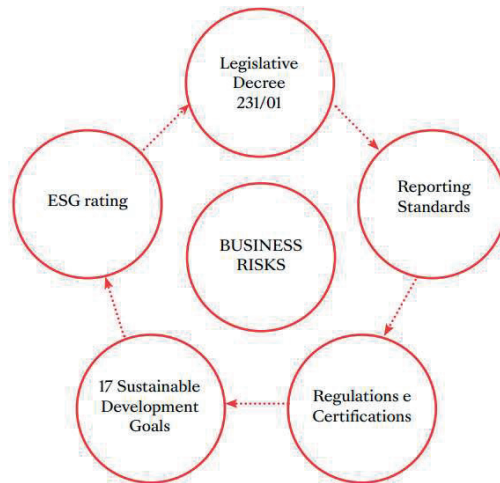 Legislative
Decree
231/01
ESG rating
Reporting
Standards
BUSINESS
RISKS
17 Sustainable
Development
Goals
Regulations e
Certifications